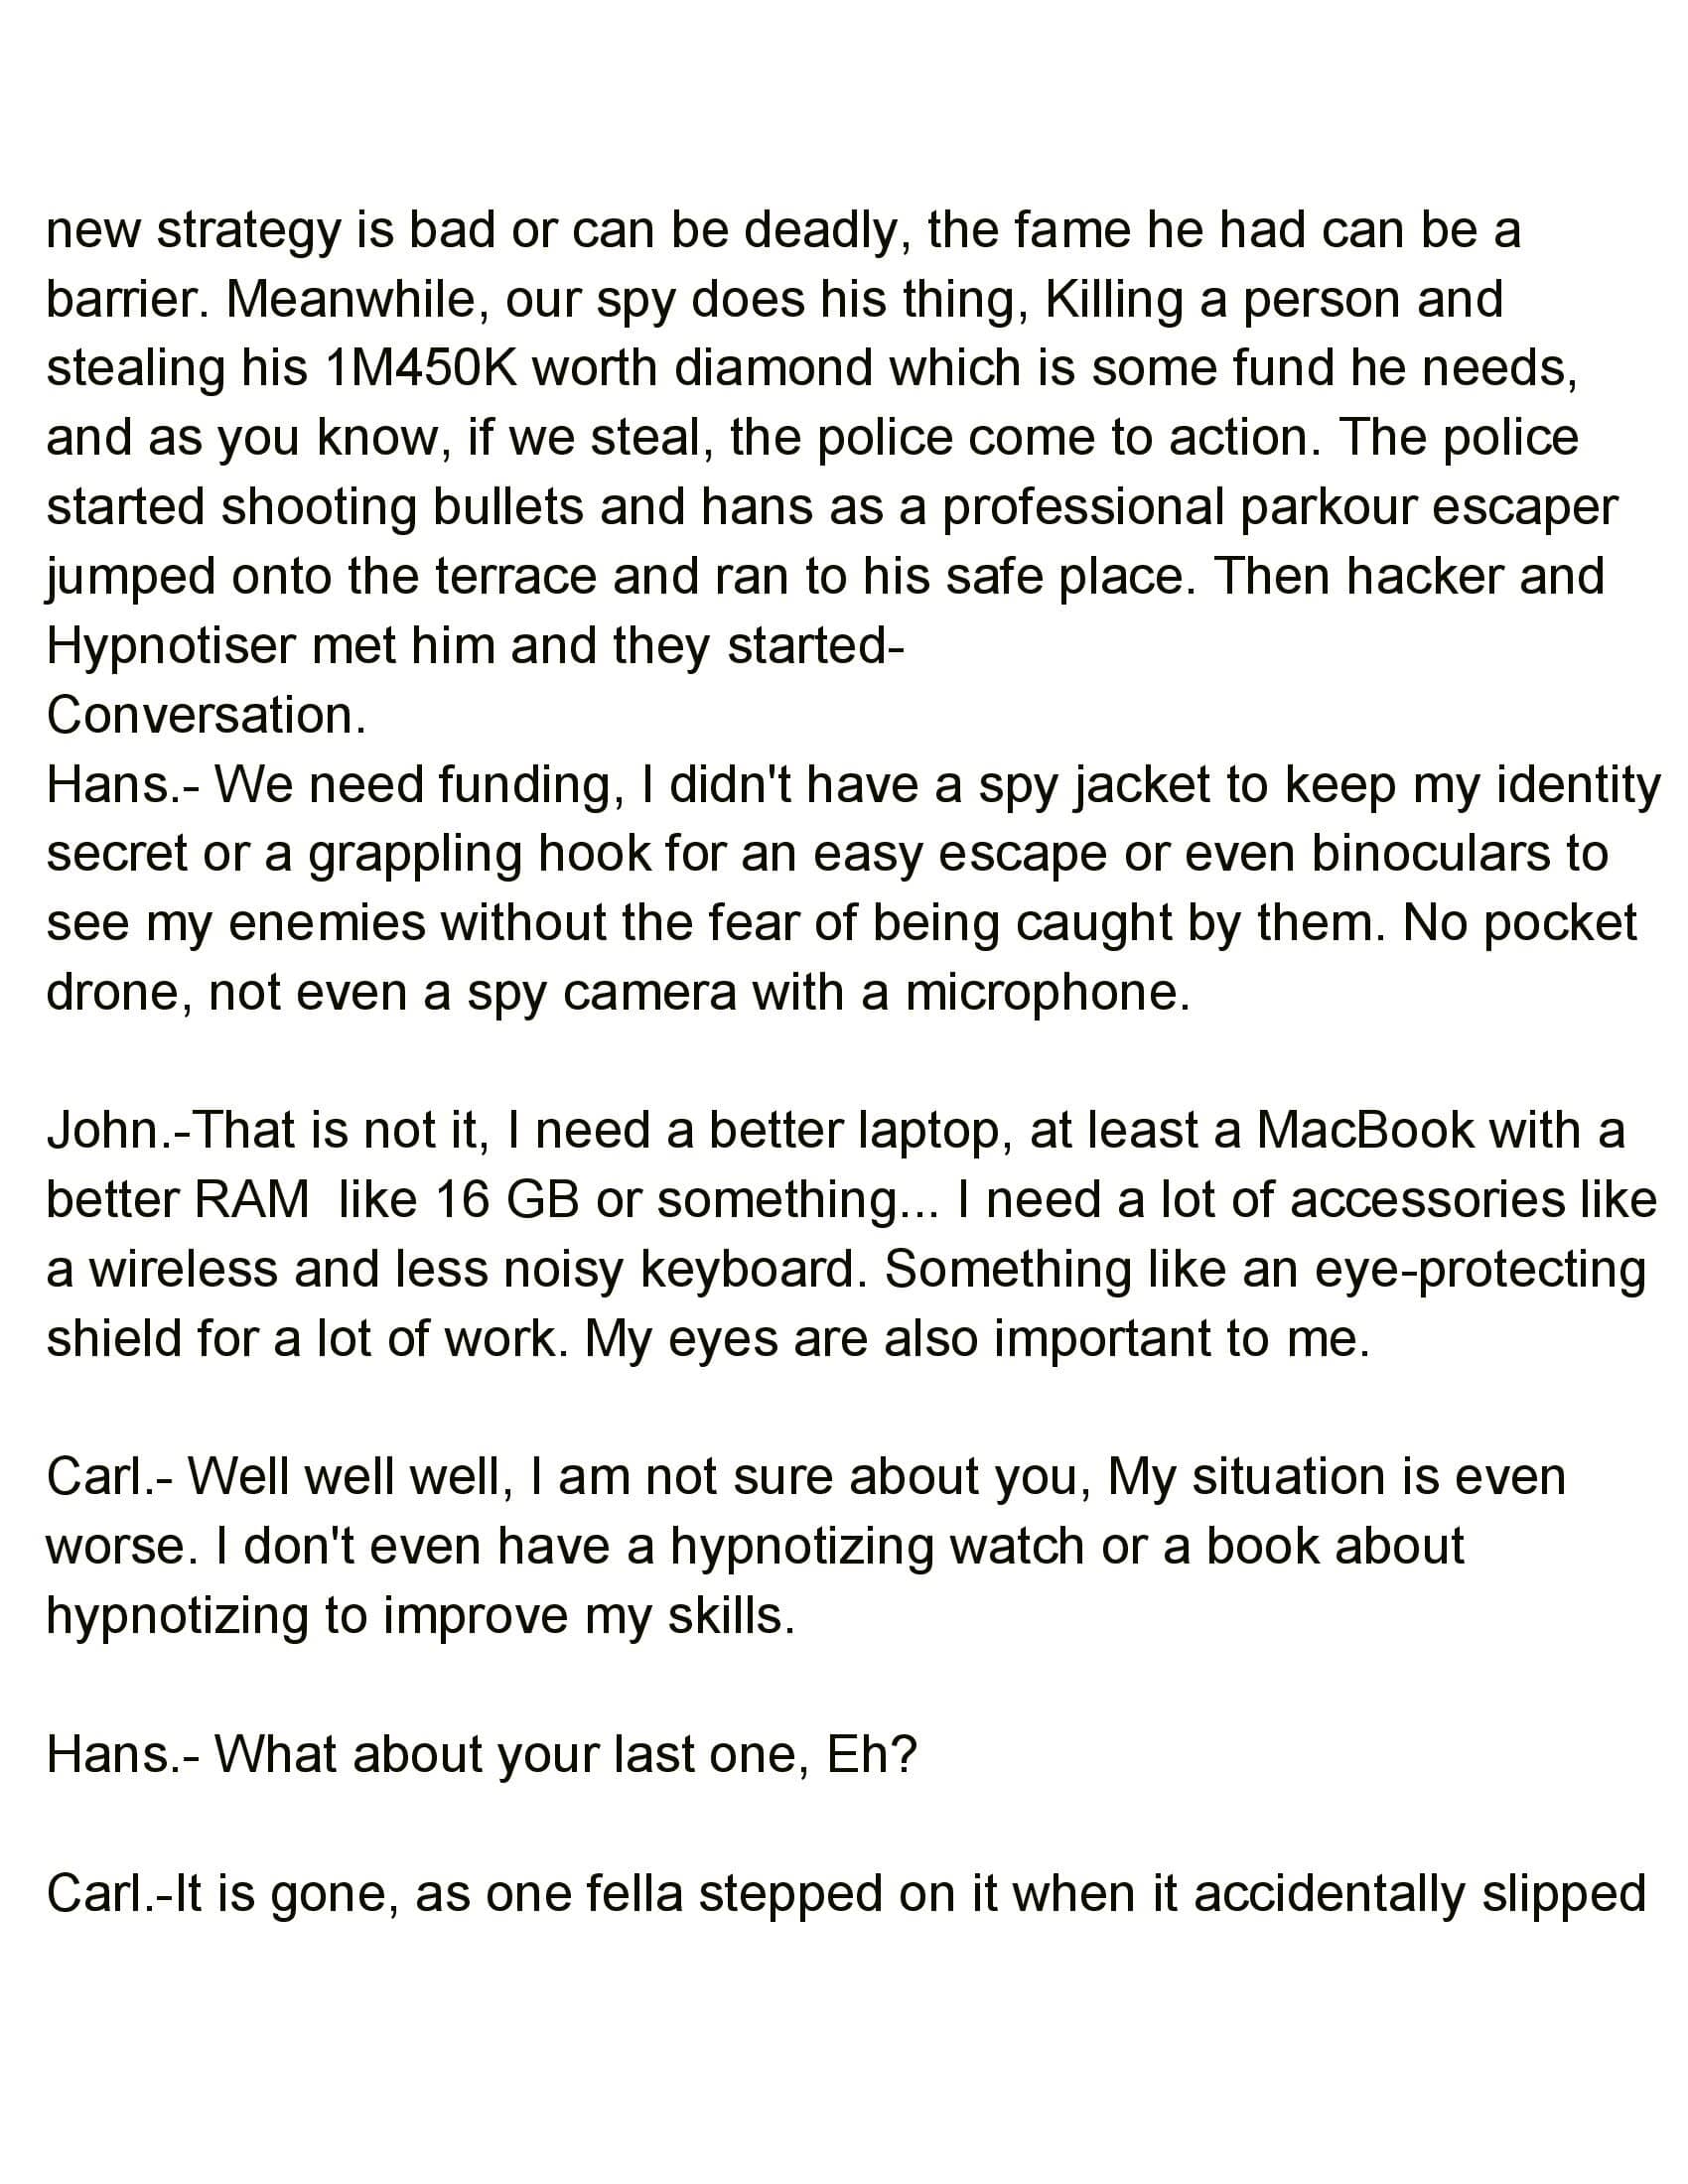 new strategy is bad or can be deadly, the fame he had can be a
barrier. Meanwhile, our spy does his thing, Killing a person and
stealing his 1M450K worth diamond which is some fund he needs,
and as you know, if we steal, the police come to action. The police
started shooting bullets and hans as a professional parkour escaper
jumped onto the terrace and ran to his safe place. Then hacker and
Hypnotiser met him and they started-
Conversation.
Hans.- We need funding, I didn't have a spy jacket to keep my identity
secret or a grappling hook for an easy escape or even binoculars to
see my enemies without the fear of being caught by them. No pocket
drone, not even a spy camera with a microphone.

John.-That is not it, I need a better laptop, at least a MacBook with a
better RAM  like 16 GB or something... I need a lot of accessories like
a wireless and less noisy keyboard. Something like an eye-protecting
shield for a lot of work. My eyes are also important to me.

Carl.- Well well well, I am not sure about you, My situation is even
worse. I don't even have a hypnotizing watch or a book about
hypnotizing to improve my skills.

Hans.- What about your last one, Eh?

Carl.-It is gone, as one fella stepped on it when it accidentally slipped